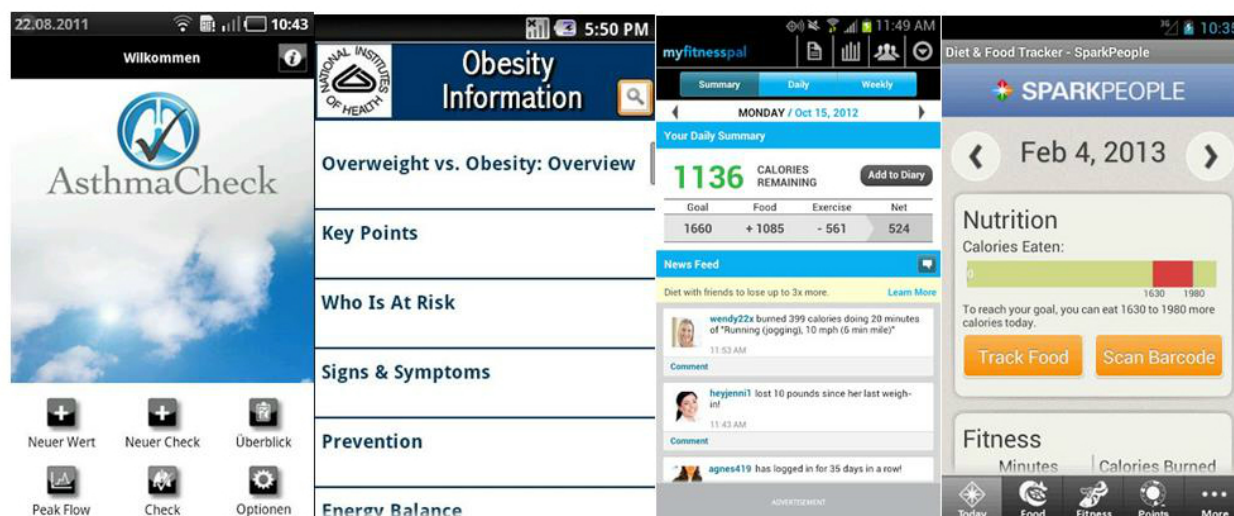 22.08.2011
10:43
Willkommen
AsthmaCheck
Neuer Wert Neuer Check Überblick
Peak Flow Check Optionen
5:50 PM
NATIONAL INSTITUTES OF HEALTH
Obesity
Information
Overweight vs. Obesity: Overview
Key Points
Who Is At Risk
Signs & Symptoms
Prevention
Energy Balance
11:49 AM
myfitnesspal
Summary Daily Weekly
MONDAY / Oct 15, 2012
Your Daily Summary
1136 CALORIES
REMAINING
Add to Diary
Goal Food Exercise Net
1660 + 1085 - 561 524
News Feed
Diet with friends to lose up to 3x more. Learn More
wendy22x burned 399 calories doing 20 minutes
of "Running (jogging), 10 mph (6 min mile)"
11:53 AM
Comment
heyjenni1 lost 10 pounds since her last weigh-
in!
11:43 AM
Comment
agnes419 has logged in for 35 days in a row!
ADVERTISEMENT
3G 10:35
Diet & Food Tracker - SparkPeople
SPARKPEOPLE
Feb 4, 2013
Nutrition
Calories Eaten:
0
1630 1980
To reach your goal, you can eat 1630 to 1980 more
calories today.
Track Food Scan Barcode
Fitness
Minutes Calories Burned
Today Food Fitness Points More